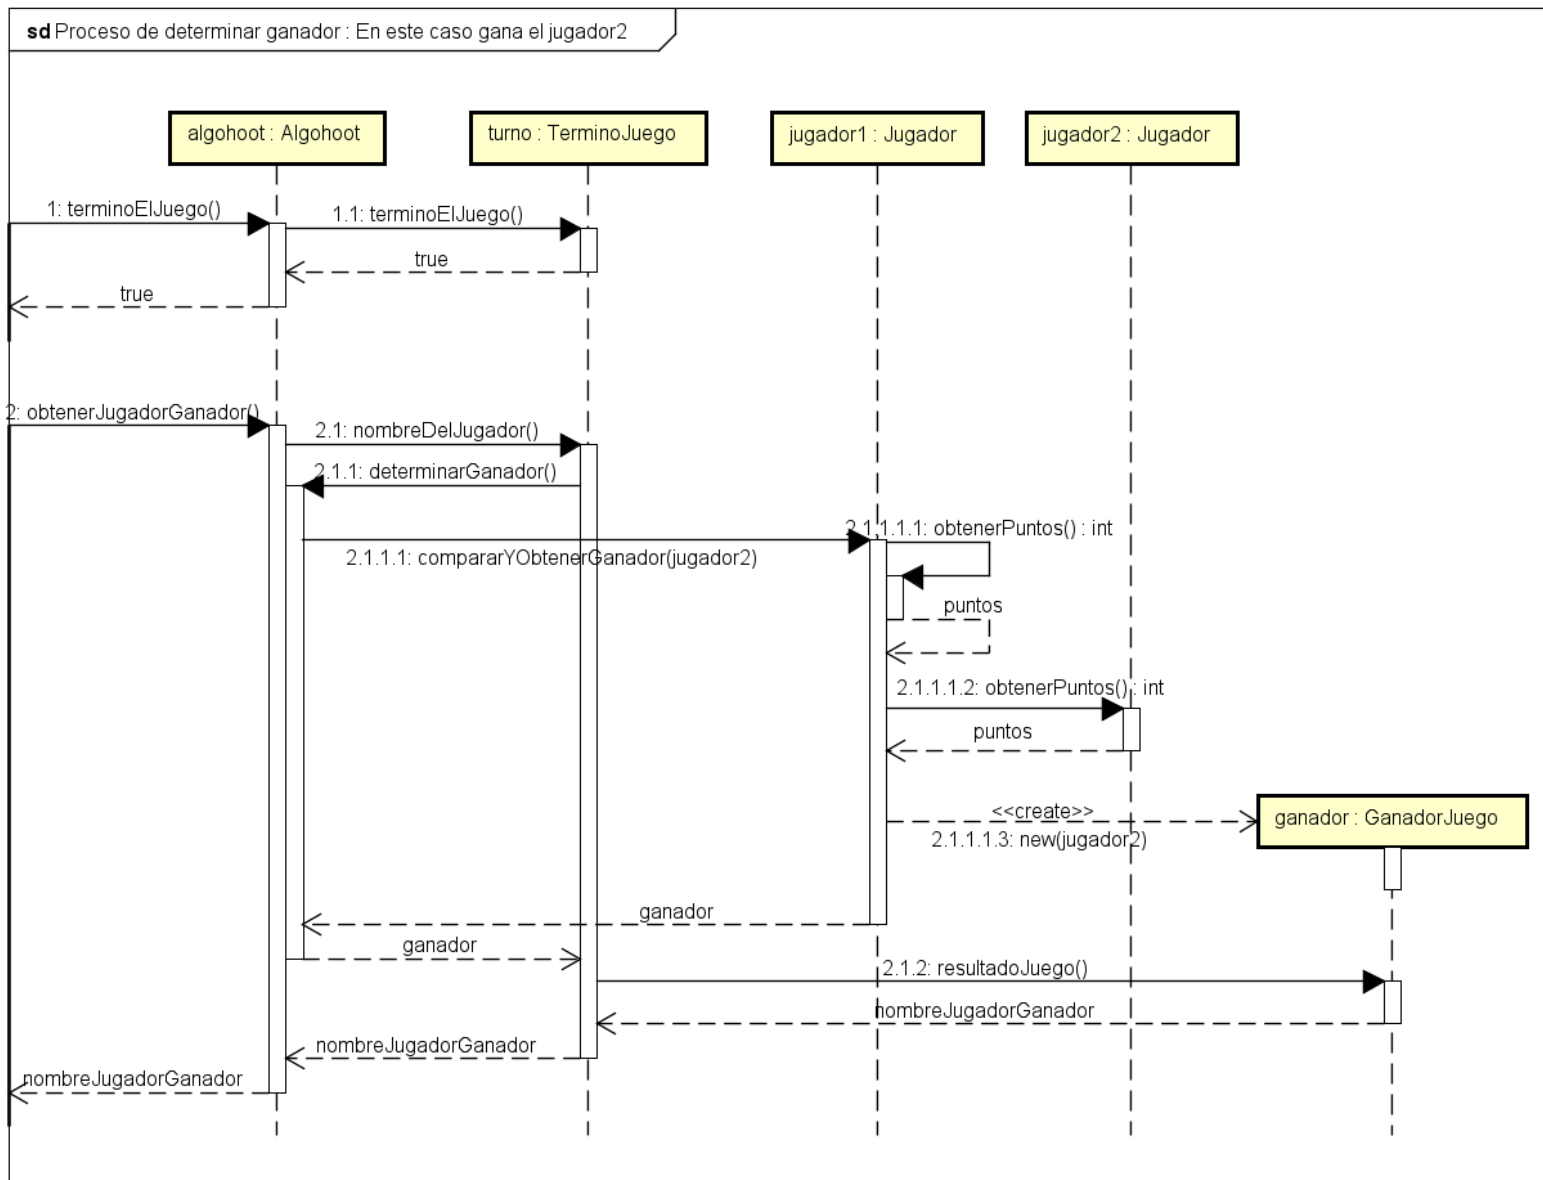 sd Proceso de determinar ganador : En este caso gana el jugador2
algohoot : Algohoot
turno : TerminoJuego
jugador1 : Jugador
jugador2 : Jugador
1: terminoElJuego()
1.1: terminoElJuego()
true
true
2: obtenerJugadorGanador()
2.1: nombreDelJugador()
2.1.1: determinarGanador()
2.1.1.1.1: obtenerPuntos() : int
2.1.1.1: compararYObtenerGanador(jugador2)
puntos
2.1.1.1.2: obtenerPuntos() : int
puntos
<<create>>
ganador : GanadorJuego
2.1.1.1.3: new(jugador2)
ganador
ganador
2.1.2: resultadoJuego()
nombreJugadorGanador
nombreJugadorGanador
nombreJugadorGanador